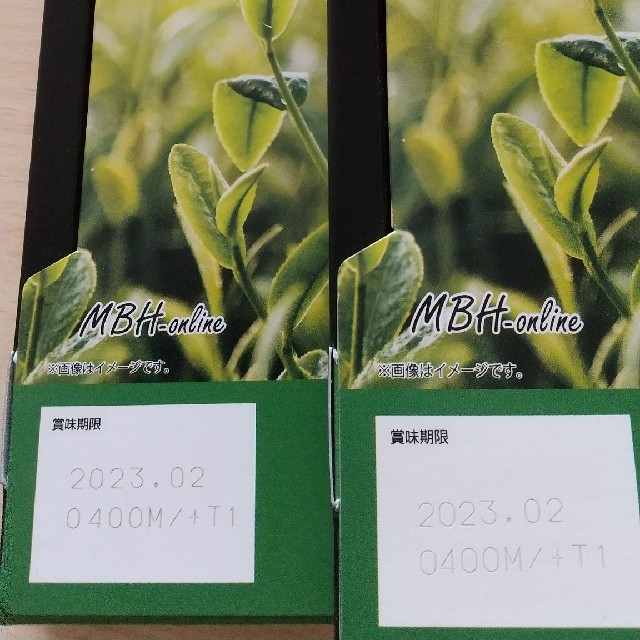 MBH-online
※画像はイメージです。
賞味期限
2023.02
0400M/+T1
MBH-online
※画像はイメージです。
賞味期限
2023.02
0400M/+T1